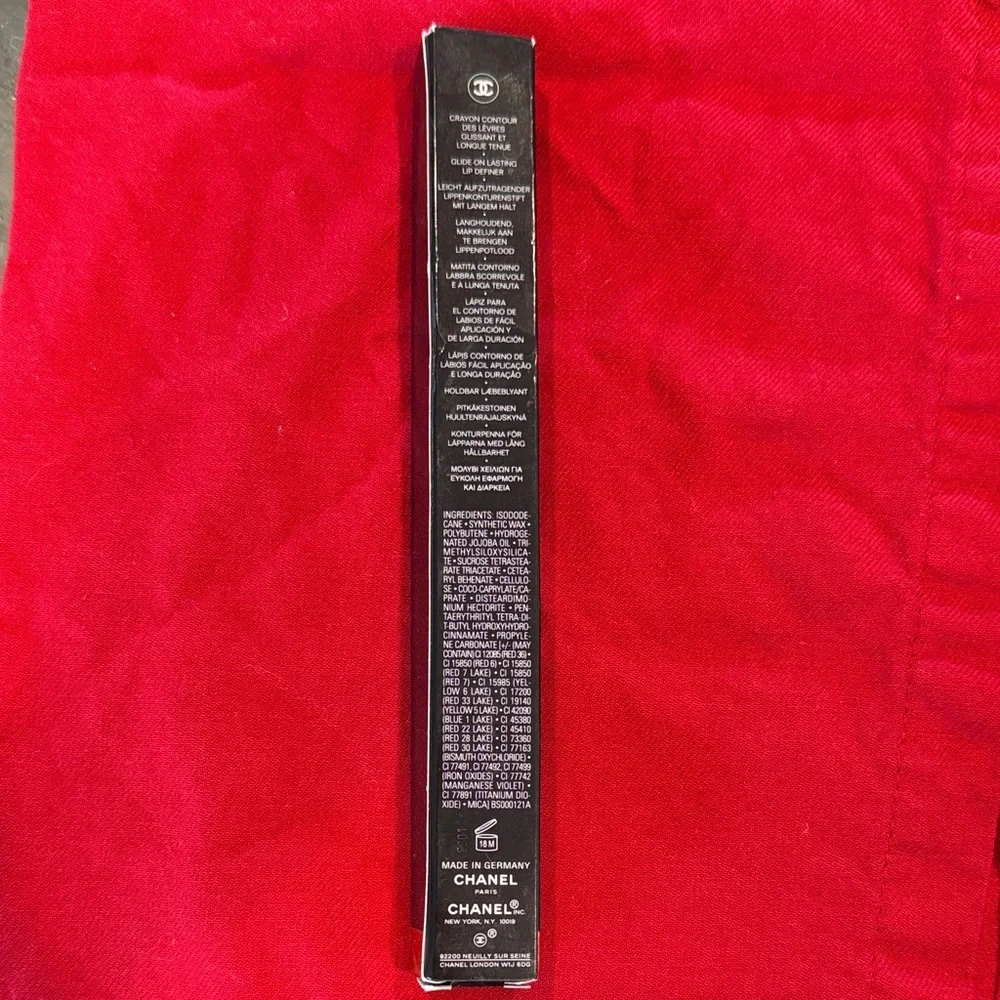 CRAYON CONTOUR
DES LÈVRES
GLISSANT ET
LONGUE TENUE
GLIDE-ON LASTING
LIP DEFINER
LEICHT AUFZUTRAGENDER
LIPPENKONTURENSTIFT
MIT LANGEM HALT
LANGHOUDEND,
MAKKELIJK AAN
TE BRENGEN
LIPPENPOTLOOD
MATITA CONTORNO
LABBRA SCORREVOLE
E A LUNGA TENUTA
LÁPIZ PARA
EL CONTORNO DE
LABIOS DE FÁCIL
APLICACIÓN Y
DE LARGA DURACIÓN
LÁPIS CONTORNO DE
LÁBIOS FÁCIL APLICAÇÃO
E LONGA DURAÇÃO
HOLDBAR LÆBEBLYANT
PITKÄKESTOINEN
HUULTENRAJAUSKYNÄ
KONTURPENNA FÖR
LÄPPARNA MED LÅNG
HÅLLBARHET
ΜΟΛΥΒΙ ΧΕΙΛΙΩΝ ΓΙΑ
ΕΥΚΟΛΗ ΕΦΑΡΜΟΓΗ
ΚΑΙ ΔΙΑΡΚΕΙΑ
INGREDIENTS: ISODODE-
CANE • SYNTHETIC WAX •
POLYBUTENE • HYDROGE-
NATED JOJOBA OIL • TRI-
METHYLSILOXYSILICA-
TE • SUCROSE TETRASTEA-
RATE TRIACETATE • CETEA-
RYL BEHENATE • CELLULO-
SE • COCO-CAPRYLATE/CA-
PRATE • DISTEARDIMO-
NIUM HECTORITE • PEN-
TAERYTHRITYL TETRA-DI-
T-BUTYL HYDROXYHYDRO-
CINNAMATE • PROPYLE-
NE CARBONATE [+/- (MAY
CONTAIN) CI 12085 (RED 36) •
CI 15850 (RED 6) • CI 15850
(RED 7 LAKE) • CI 15850
(RED 7) • CI 15985 (YEL-
LOW 6 LAKE) • CI 17200
(RED 33 LAKE) • CI 19140
(YELLOW 5 LAKE) • CI 42090
(BLUE 1 LAKE) • CI 45380
(RED 22 LAKE) • CI 45410
(RED 28 LAKE) • CI 73360
(RED 30 LAKE) • CI 77163
(BISMUTH OXYCHLORIDE) •
CI 77491, CI 77492, CI 77499
(IRON OXIDES) • CI 77742
(MANGANESE VIOLET) •
CI 77891 (TITANIUM DIO-
XIDE) • MICA] BS000121A
18 M
MADE IN GERMANY
CHANEL
PARIS
CHANEL® INC.
NEW YORK, N.Y. 10019
®
92200 NEUILLY SUR SEINE
CHANEL LONDON W1J 6DG